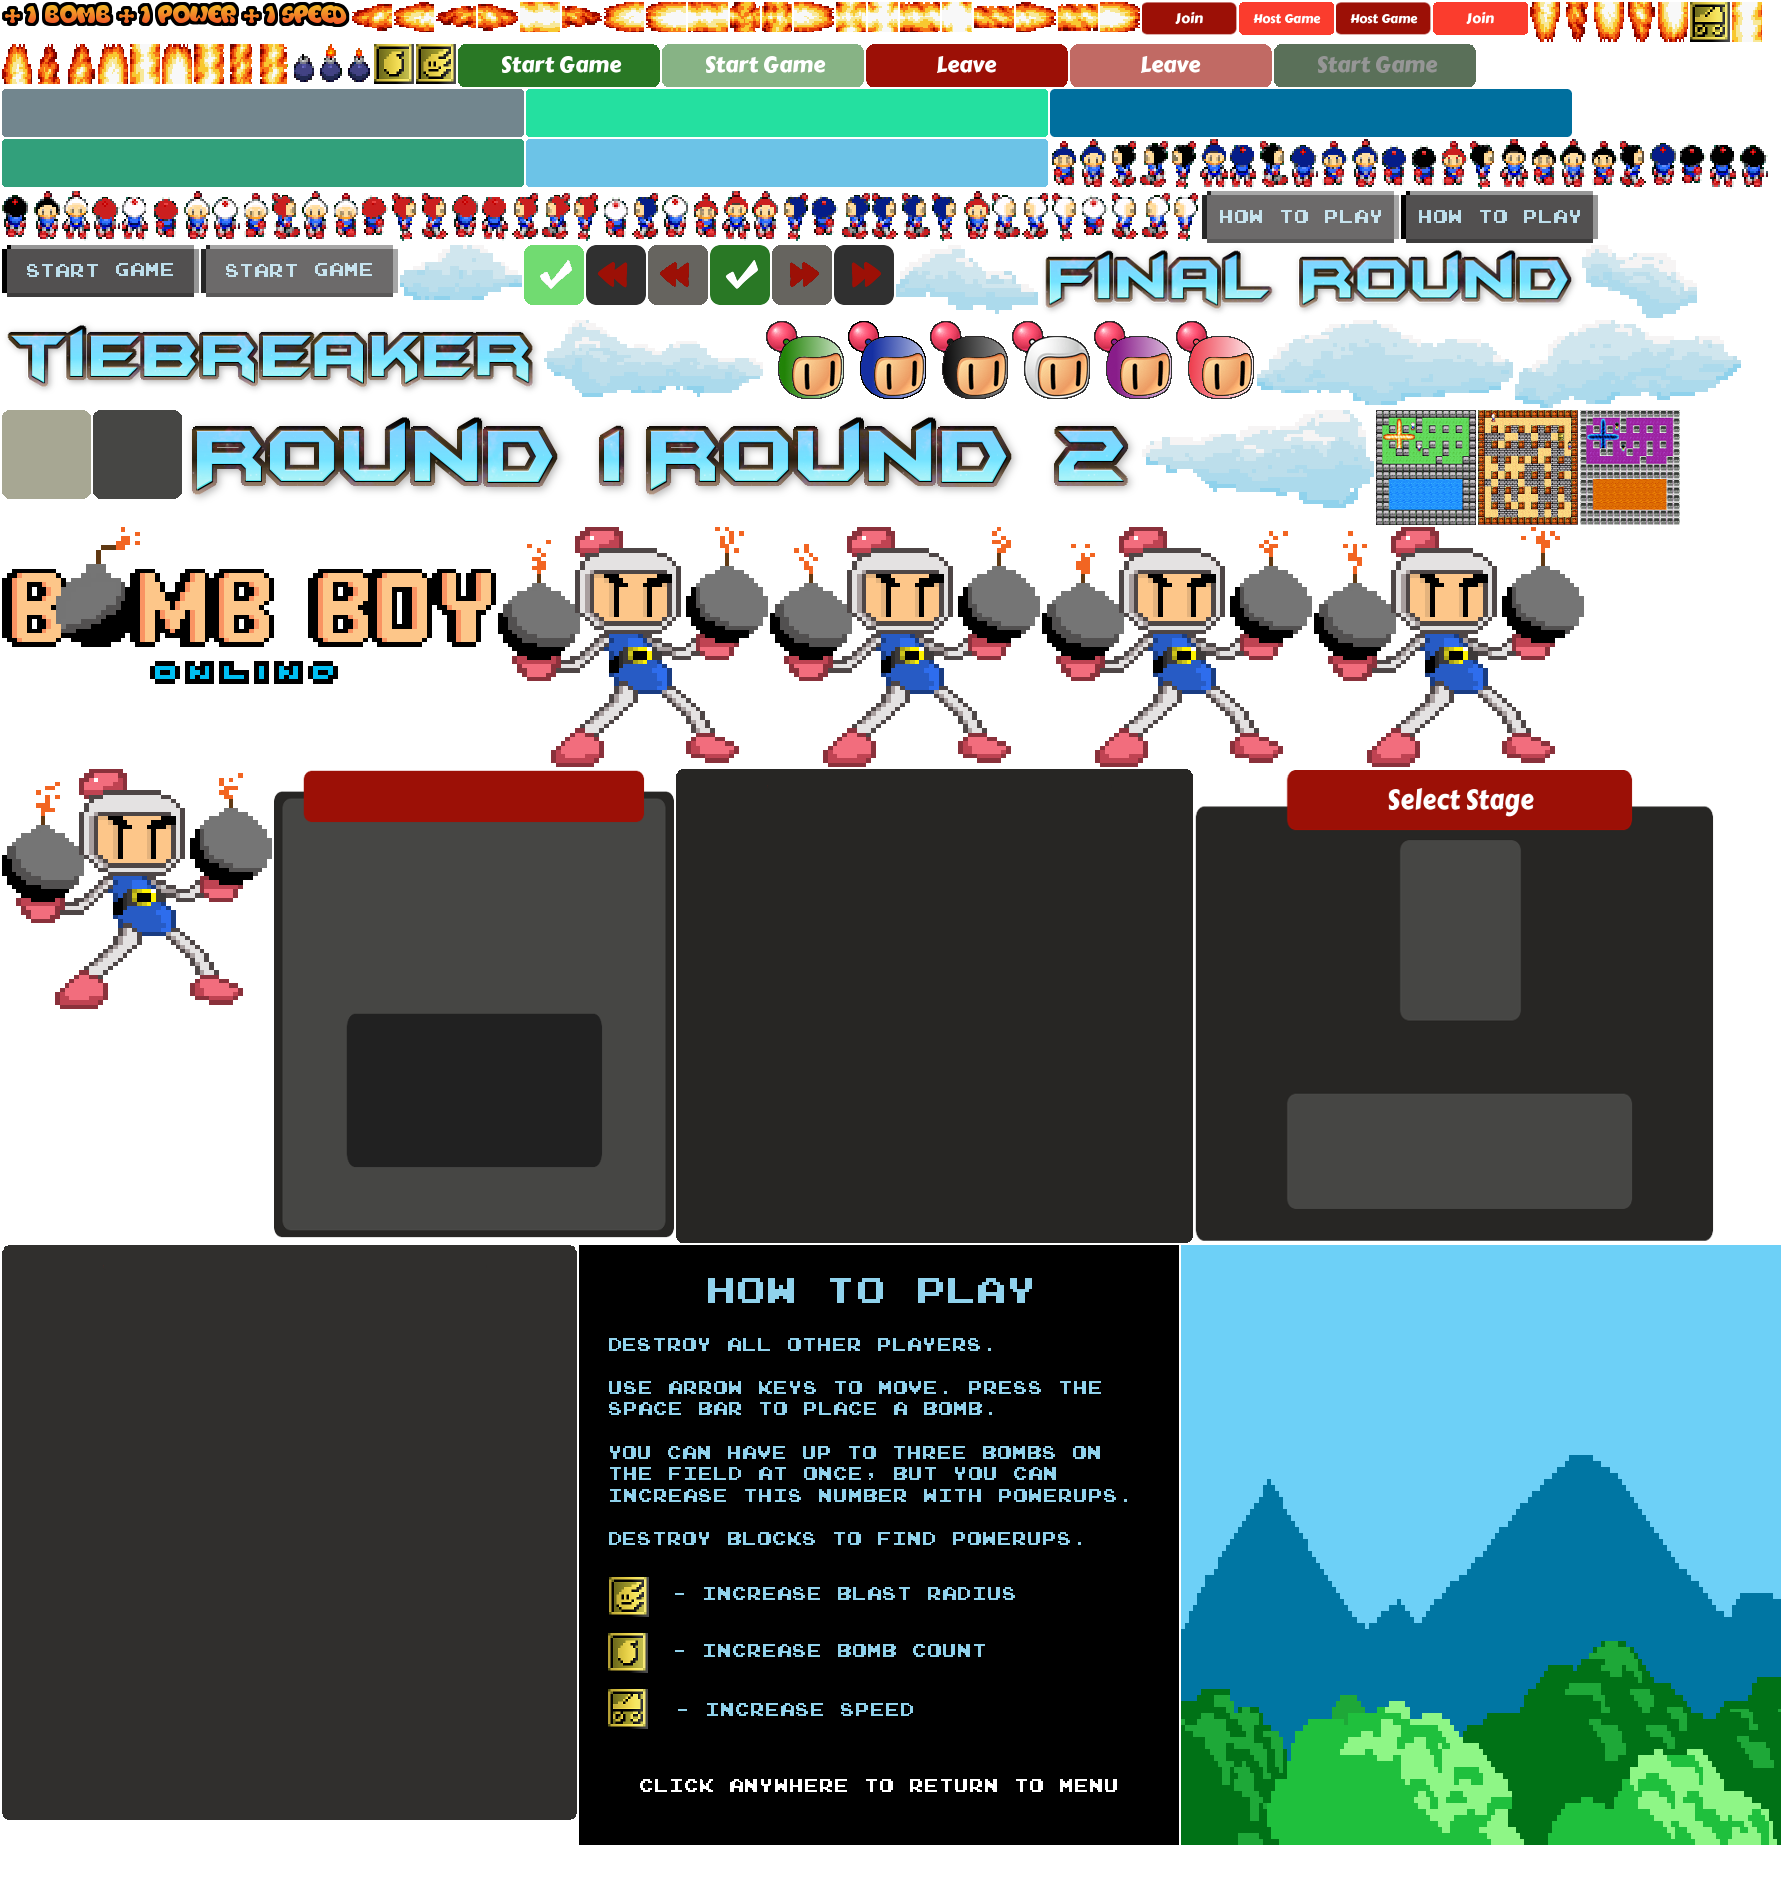 +1 BOMB +1 POWER +1 SPEED
Join
Host Game
Host Game
Join
Start Game
Start Game
Leave
Leave
Start Game
HOW TO PLAY
HOW TO PLAY
START GAME
START GAME
FINAL ROUND
TIEBREAKER
ROUND 1
ROUND 2
BOMB BOY
ONLINO
Select Stage
HOW TO PLAY
DESTROY ALL OTHER PLAYERS.
USE ARROW KEYS TO MOVE. PRESS THE
SPACE BAR TO PLACE A BOMB.
YOU CAN HAVE UP TO THREE BOMBS ON
THE FIELD AT ONCE, BUT YOU CAN
INCREASE THIS NUMBER WITH POWERUPS.
DESTROY BLOCKS TO FIND POWERUPS.
- INCREASE BLAST RADIUS
- INCREASE BOMB COUNT
- INCREASE SPEED
CLICK ANYWHERE TO RETURN TO MENU